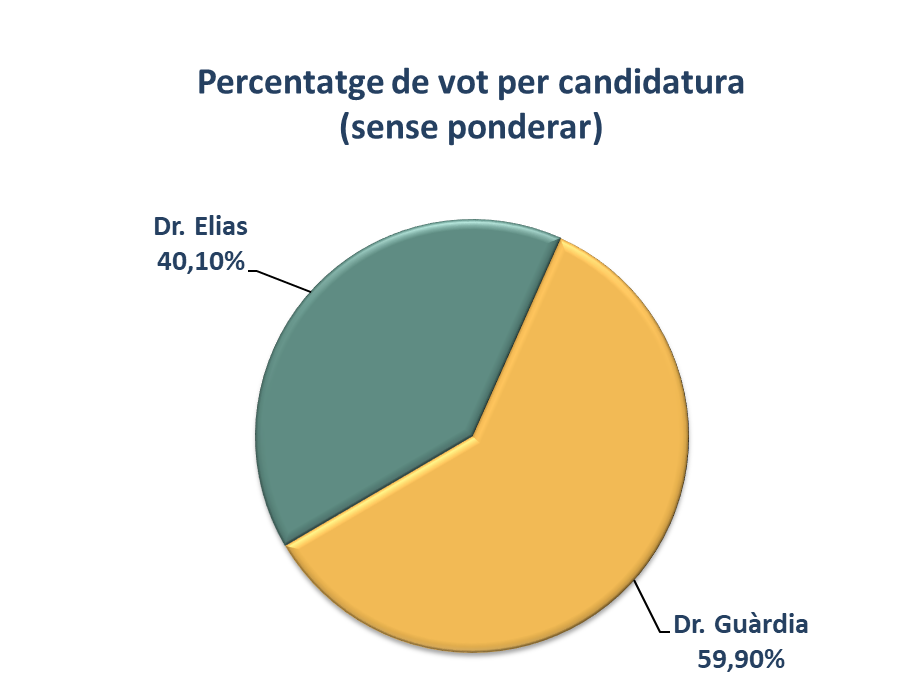 Percentatge de vot per candidatura
(sense ponderar)
Dr. Elias
40,10%
Dr. Guàrdia
59,90%